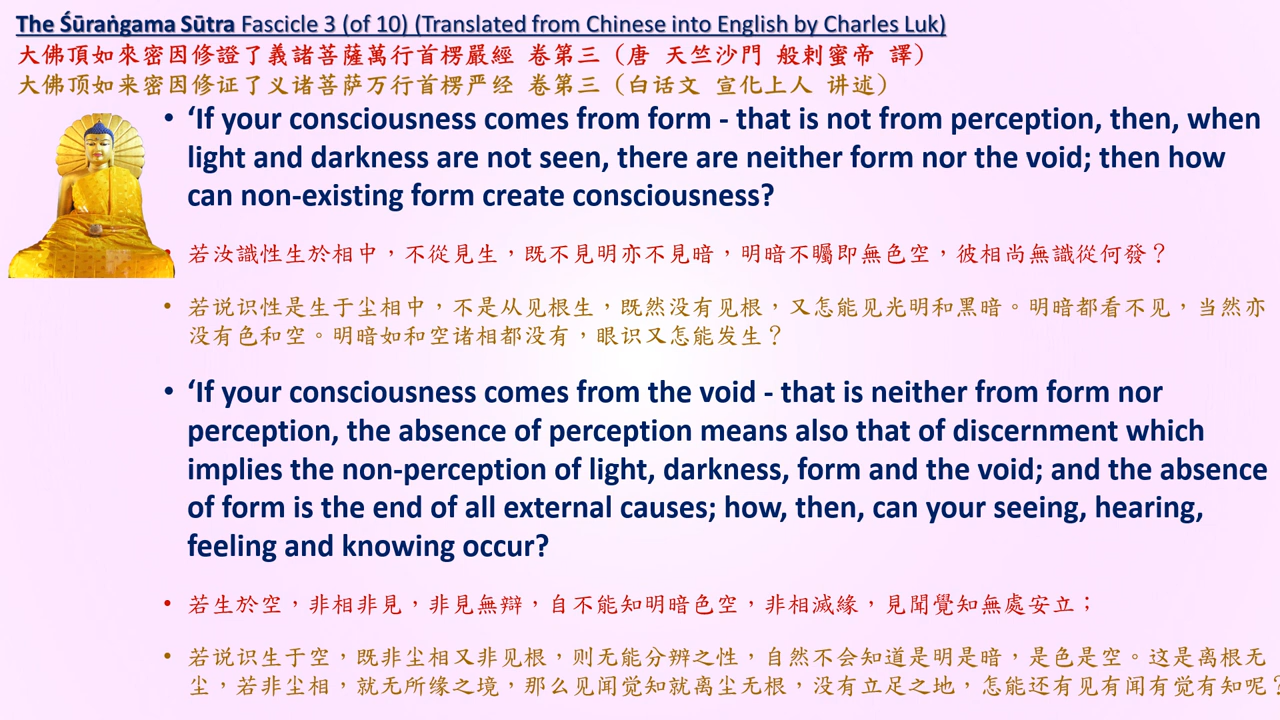 The Śūraṅgama Sūtra Fascicle 3 (of 10) (Translated from Chinese into English by Charles Luk)
大佛頂如來密因修證了義諸菩薩萬行首楞嚴經 卷第三（唐 天竺沙門 般剌蜜帝 譯）
大佛顶如来密因修证了义诸菩萨万行首楞严经 卷第三（白话文 宣化上人 讲述）
• ‘If your consciousness comes from form - that is not from perception, then, when
light and darkness are not seen, there are neither form nor the void; then how
can non-existing form create consciousness?
• 若汝識性生於相中，不從見生，既不見明亦不見暗，明暗不矚即無色空，彼相尚無識從何發？
• 若说识性是生于尘相中，不是从见根生，既然没有见根，又怎能见光明和黑暗。明暗都看不见，当然亦
没有色和空。明暗如和空诸相都没有，眼识又怎能发生？
• ‘If your consciousness comes from the void - that is neither from form nor
perception, the absence of perception means also that of discernment which
implies the non-perception of light, darkness, form and the void; and the absence
of form is the end of all external causes; how, then, can your seeing, hearing,
feeling and knowing occur?
• 若生於空，非相非見，非見無辯，自不能知明暗色空，非相滅緣，見聞覺知無處安立；
• 若说识生于空，既非尘相又非见根，则无能分辨之性，自然不会知道是明是暗，是色是空。这是离根无
尘，若非尘相，就无所缘之境，那么见闻觉知就离尘无根，没有立足之地，怎能还有见有闻有觉有知呢？